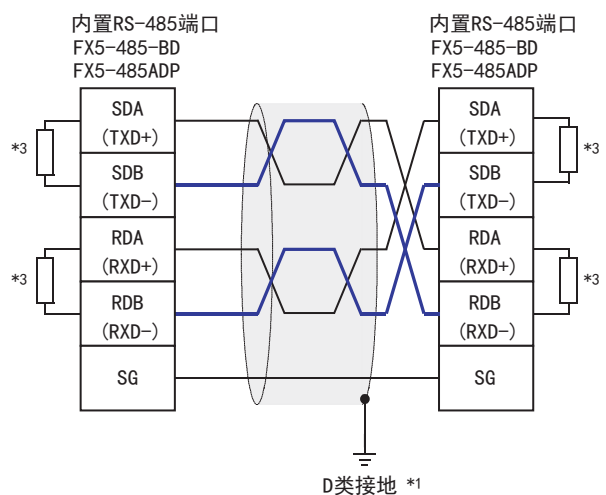 内置RS-485端口
FX5-485-BD
FX5-485ADP
SDA
(TXD+)
SDB
(TXD-)
RDA
(RXD+)
RDB
(RXD-)
SG
*3
*3
内置RS-485端口
FX5-485-BD
FX5-485ADP
SDA
(TXD+)
SDB
(TXD-)
RDA
(RXD+)
RDB
(RXD-)
SG
*3
*3
D类接地 *1